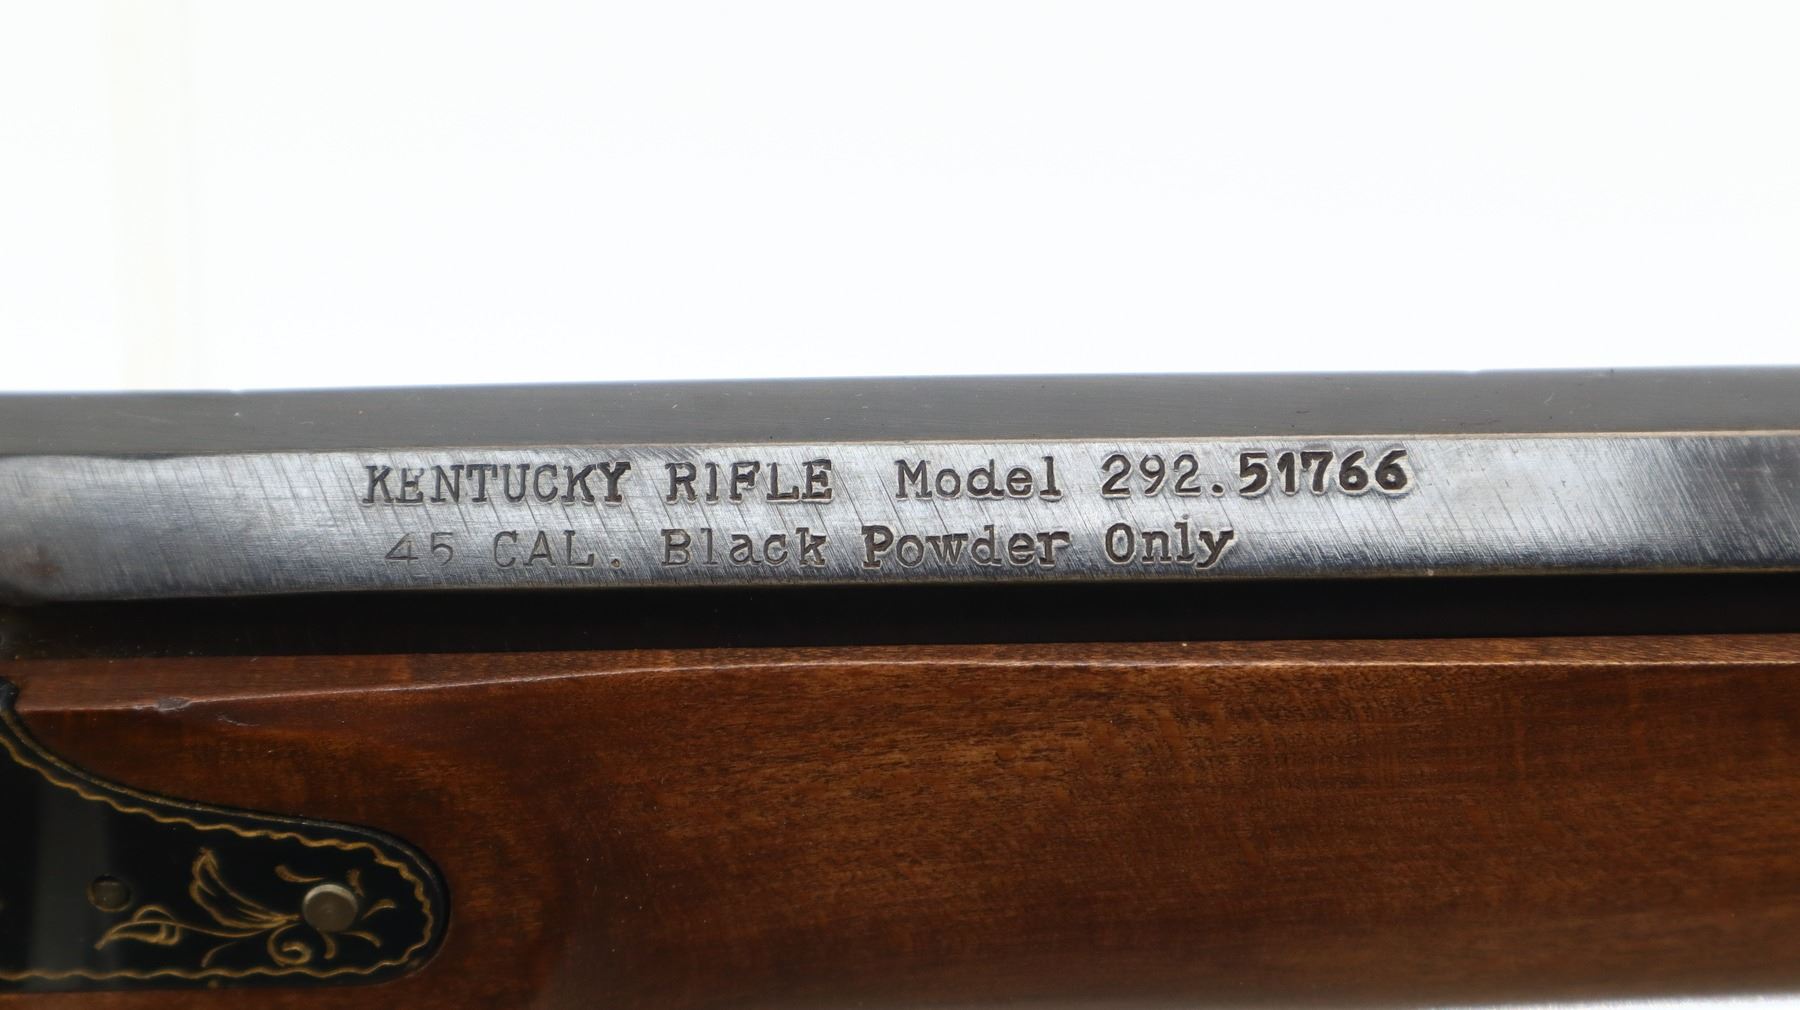 KENTUCKY RIFLE Model 292.51766
45 CAL. Black Powder Only